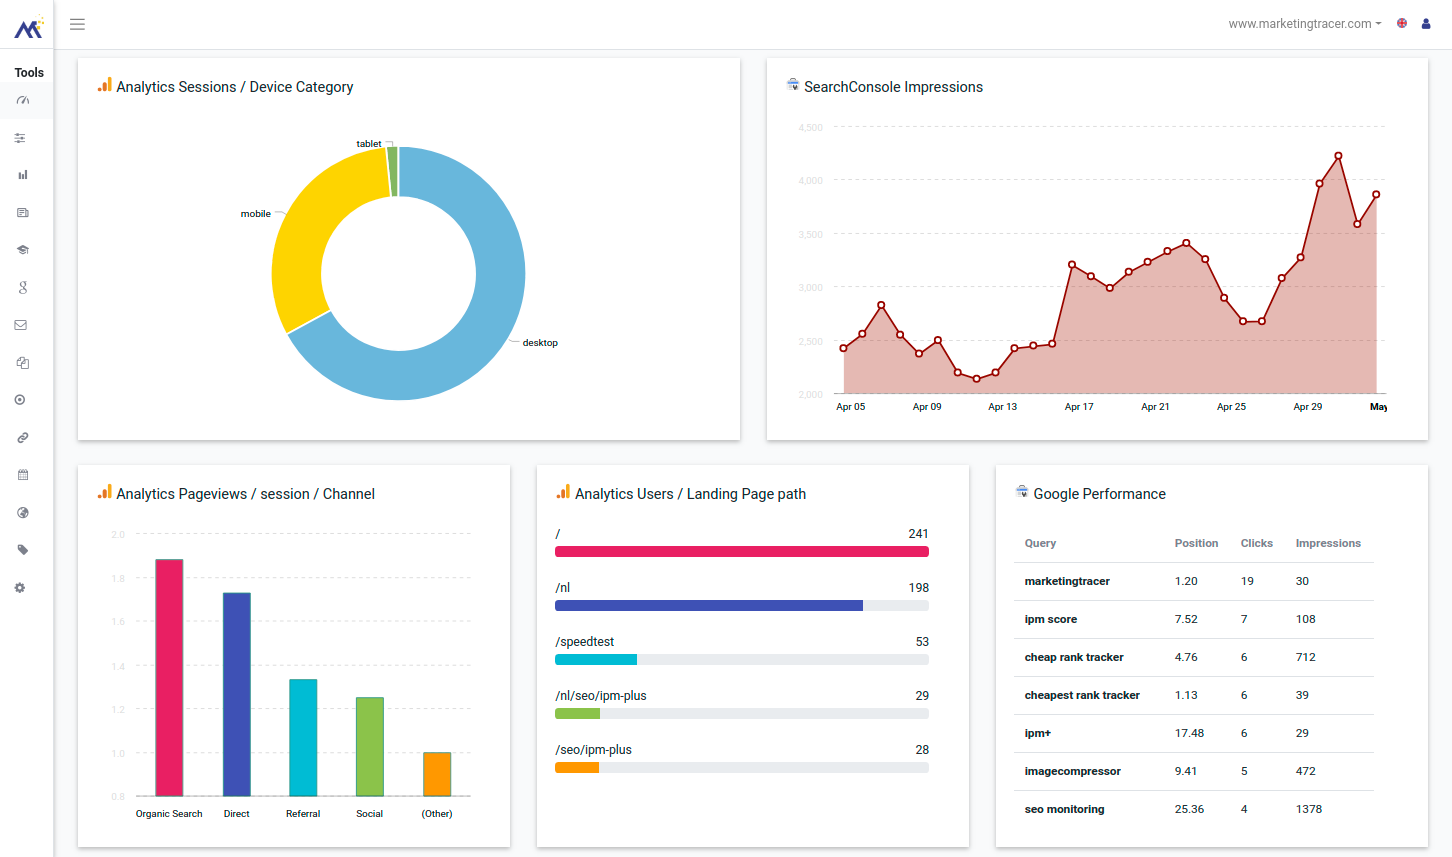 www.marketingtracer.com
Tools
Analytics Sessions / Device Category
tablet
mobile
desktop
SearchConsole Impressions
4,500
4,000
3,500
3,000
2,500
2,000
Apr 05 Apr 09 Apr 13 Apr 17 Apr 21 Apr 25 Apr 29 May
Analytics Pageviews / session / Channel
2.0
1.8
1.6
1.4
1.2
1.0
0.8
Organic Search Direct Referral Social (Other)
Analytics Users / Landing Page path
/ 241
/nl 198
/speedtest 53
/nl/seo/ipm-plus 29
/seo/ipm-plus 28
Google Performance
Query Position Clicks Impressions
marketingtracer 1.20 19 30
ipm score 7.52 7 108
cheap rank tracker 4.76 6 712
cheapest rank tracker 1.13 6 39
ipm+ 17.48 6 29
imagecompressor 9.41 5 472
seo monitoring 25.36 4 1378